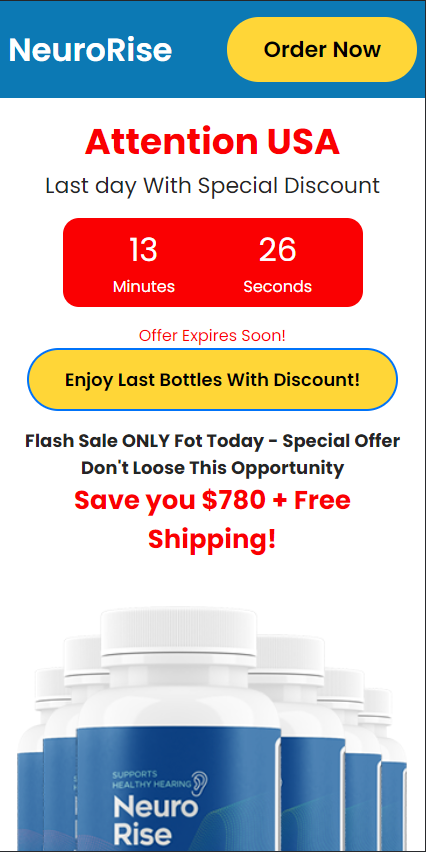 NeuroRise
Order Now
Attention USA
Last day With Special Discount
13 26
Minutes Seconds
Offer Expires Soon!
Enjoy Last Bottles With Discount!
Flash Sale ONLY Fot Today - Special Offer
Don't Loose This Opportunity
Save you $780 + Free
Shipping!
SUPPORTS
HEALTHY HEARING
Neuro
Rise